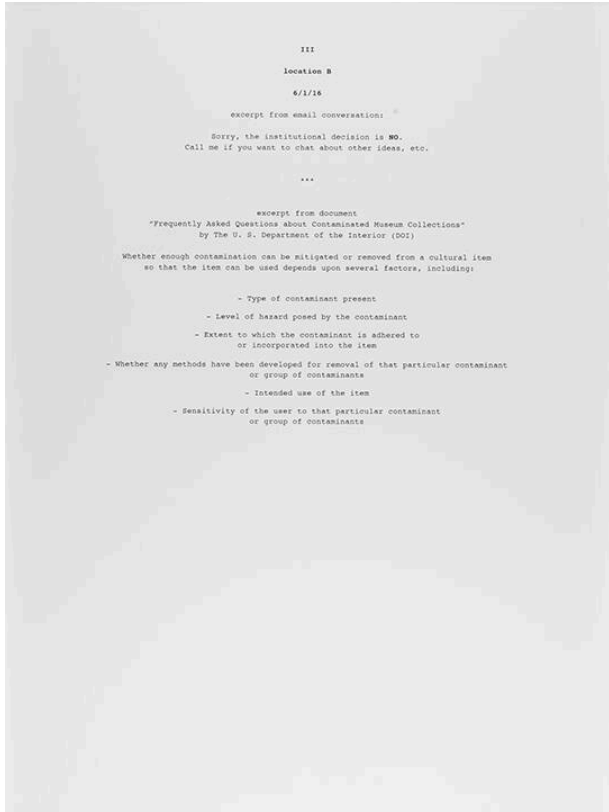 III
location B
6/1/16
excerpt from email conversation:
Sorry, the institutional decision is NO.
Call me if you want to chat about other ideas, etc.
***
excerpt from document
"Frequently Asked Questions about Contaminated Museum Collections"
by The U. S. Department of the Interior (DOI)
Whether enough contamination can be mitigated or removed from a cultural item
so that the item can be used depends upon several factors, including:
- Type of contaminant present
- Level of hazard posed by the contaminant
- Extent to which the contaminant is adhered to
or incorporated into the item
- Whether any methods have been developed for removal of that particular contaminant
or group of contaminants
- Intended use of the item
- Sensitivity of the user to that particular contaminant
or group of contaminants